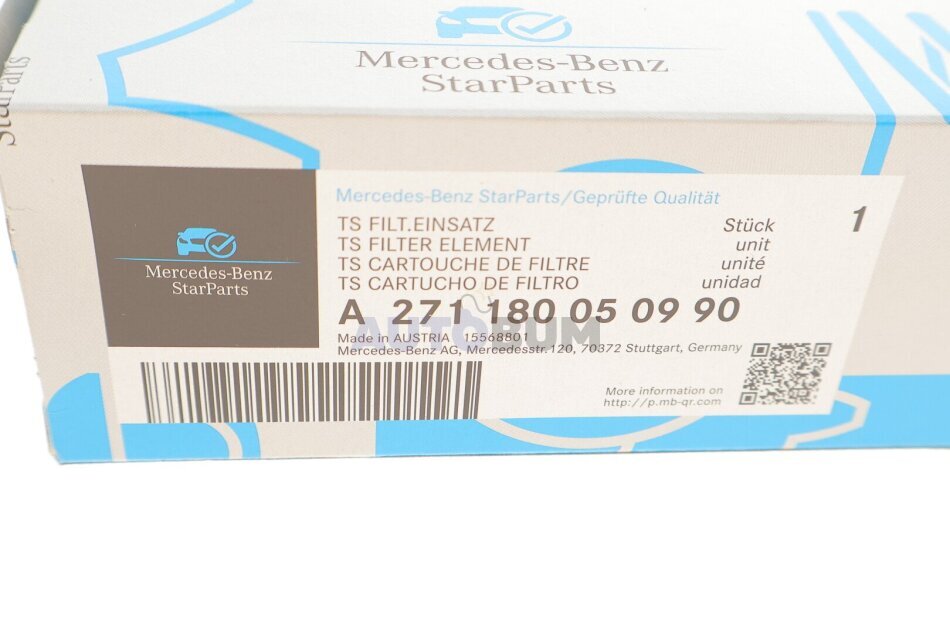 Mercedes-Benz
StarParts
StarParts
Mercedes-Benz StarParts/Geprüfte Qualität
TS FILT.EINSATZ Stück 1
TS FILTER ELEMENT unit
TS CARTOUCHE DE FILTRE unité
TS CARTUCHO DE FILTRO unidad
Mercedes-Benz
StarParts
A 271 180 05 09 90
AUTOBUM
Made in AUSTRIA 15568801
Mercedes-Benz AG, Mercedesstr.120, 70372 Stuttgart, Germany
More information on
http://p.mb-qr.com